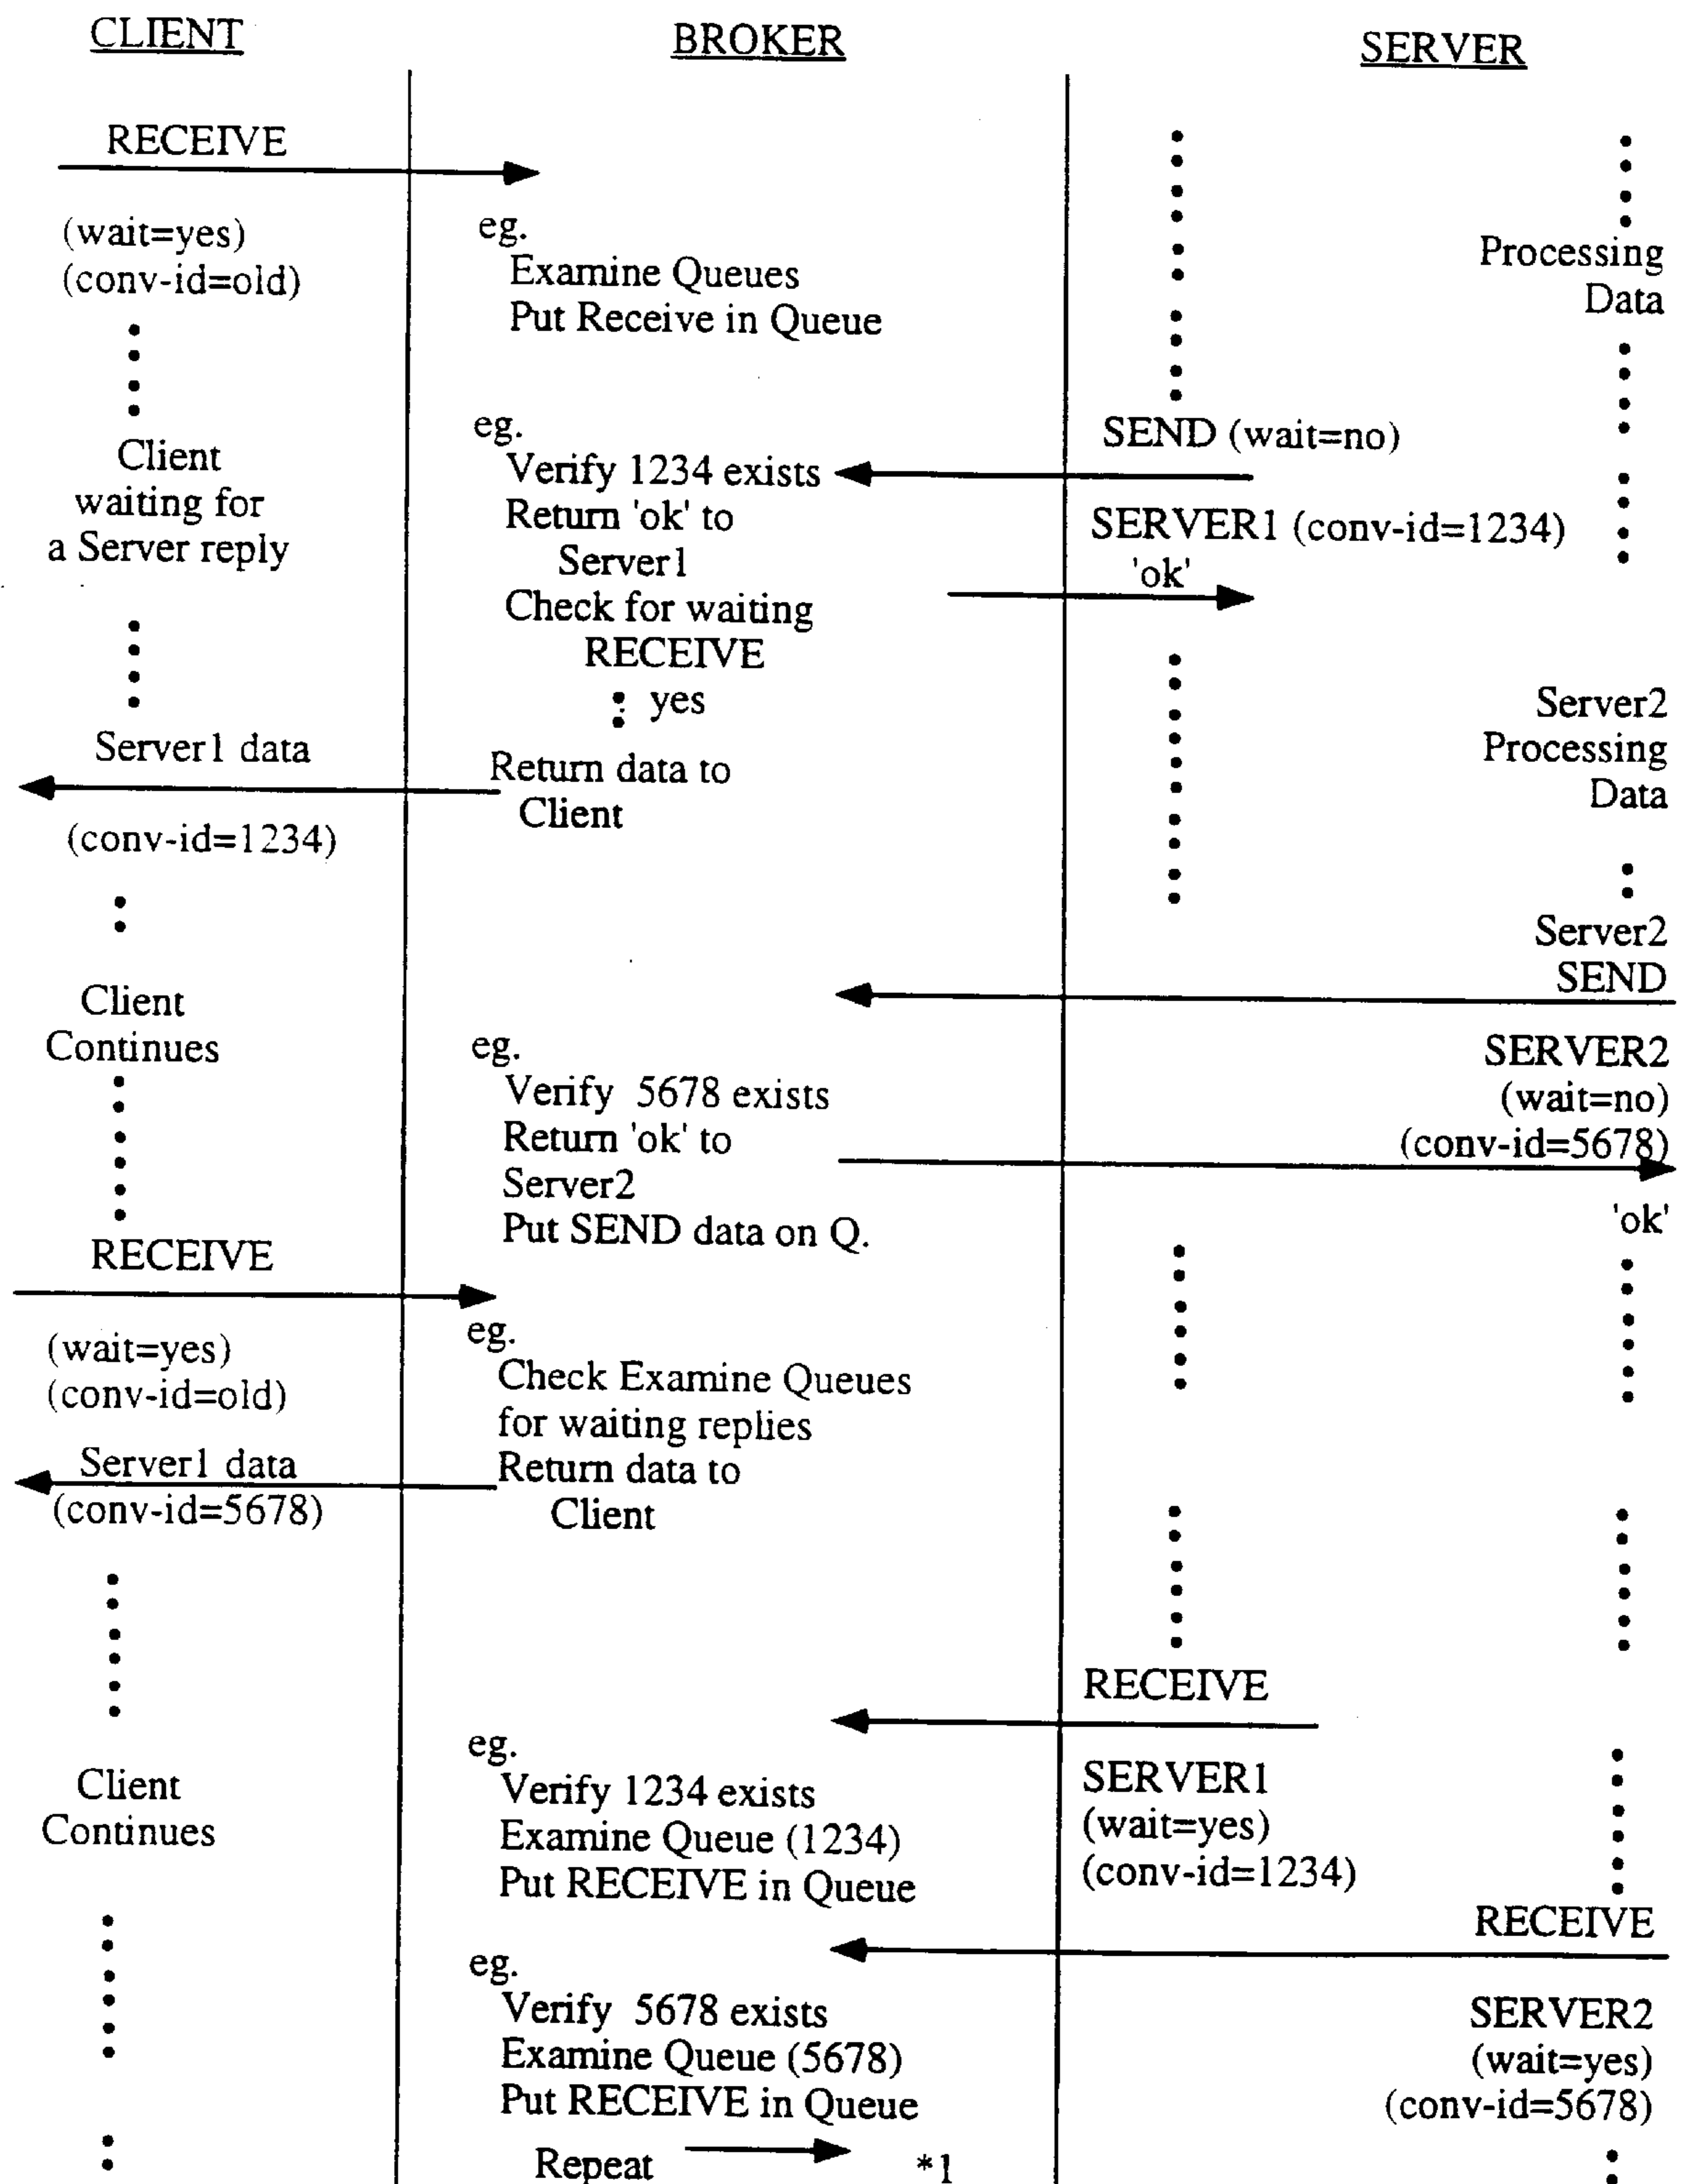 CLIENT
BROKER
SERVER
RECEIVE
(wait=yes)
(conv-id=old)
eg.
Examine Queues
Put Receive in Queue
Processing
Data
Client
waiting for
a Server reply
eg.
Verify 1234 exists
Return 'ok' to
Server1
Check for waiting
RECEIVE
yes
SEND (wait=no)
SERVER1 (conv-id=1234)
'ok'
Server1 data
(conv-id=1234)
Return data to
Client
Server2
Processing
Data
Server2
SEND
Client
Continues
eg.
Verify 5678 exists
Return 'ok' to
Server2
Put SEND data on Q.
SERVER2
(wait=no)
(conv-id=5678)
'ok'
RECEIVE
(wait=yes)
(conv-id=old)
eg.
Check Examine Queues
for waiting replies
Return data to
Client
Server1 data
(conv-id=5678)
RECEIVE
Client
Continues
eg.
Verify 1234 exists
Examine Queue (1234)
Put RECEIVE in Queue
SERVER1
(wait=yes)
(conv-id=1234)
RECEIVE
eg.
Verify 5678 exists
Examine Queue (5678)
Put RECEIVE in Queue
SERVER2
(wait=yes)
(conv-id=5678)
Repeat
*1